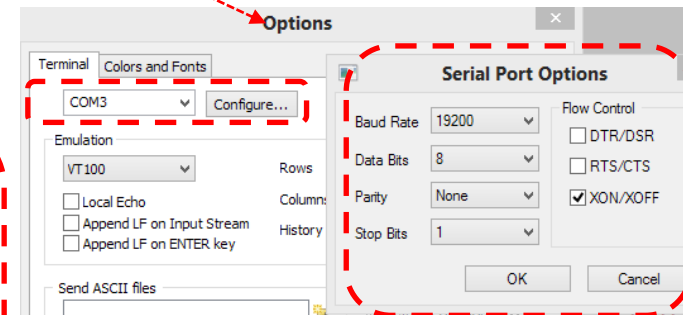 Options
Terminal
Colors and Fonts
COM3
Configure...
Emulation
VT100
Rows
Local Echo
Columns
Append LF on Input Stream
History
Append LF on ENTER key
Send ASCII files
Serial Port Options
Baud Rate
19200
Data Bits
8
Parity
None
Stop Bits
1
Flow Control
DTR/DSR
RTS/CTS
XON/XOFF
OK
Cancel